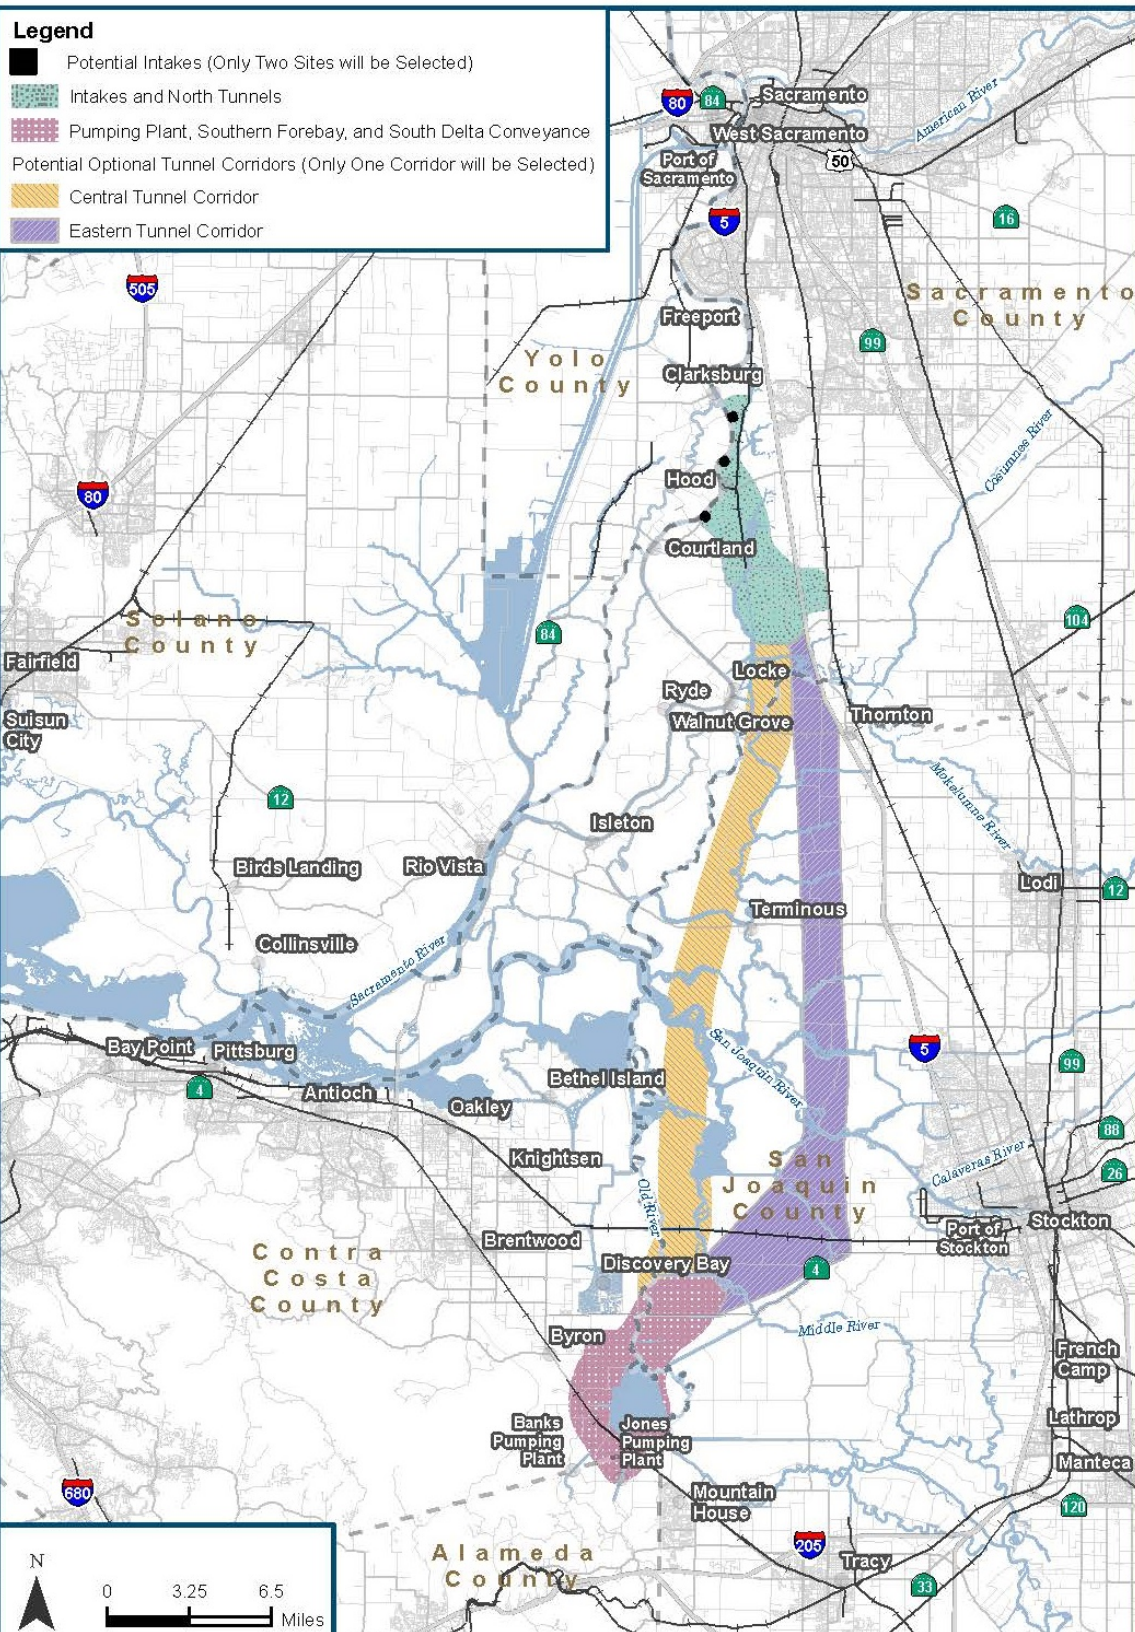 Legend
Potential Intakes (Only Two Sites will be Selected)
Intakes and North Tunnels
Pumping Plant, Southern Forebay, and South Delta Conveyance
Potential Optional Tunnel Corridors (Only One Corridor will be Selected)
Central Tunnel Corridor
Eastern Tunnel Corridor
80
84
Sacramento
American River
West Sacramento
50
Port of
Sacramento
5
16
505
Sacramento
County
Freeport
99
Yolo
County
Clarksburg
Cosumnes River
80
Hood
Courtland
Solano
County
84
104
Fairfield
Locke
Ryde
Suisun
City
Walnut Grove
Thornton
12
Mokelumne River
Isleton
Birds Landing
Rio Vista
Lodi
12
Terminous
Collinsville
Sacramento River
Bay Point
Pittsburg
San Joaquin River
5
99
4
Antioch
Bethel Island
Oakley
88
Knightsen
San
Joaquin
County
Calaveras River
26
Old River
Stockton
Port of
Stockton
Brentwood
Contra
Costa
County
Discovery Bay
4
Middle River
Byron
French
Camp
Banks
Pumping
Plant
Jones
Pumping
Plant
Lathrop
Manteca
680
Mountain
House
120
205
Alameda
County
Tracy
33
N
0 3.25 6.5
Miles